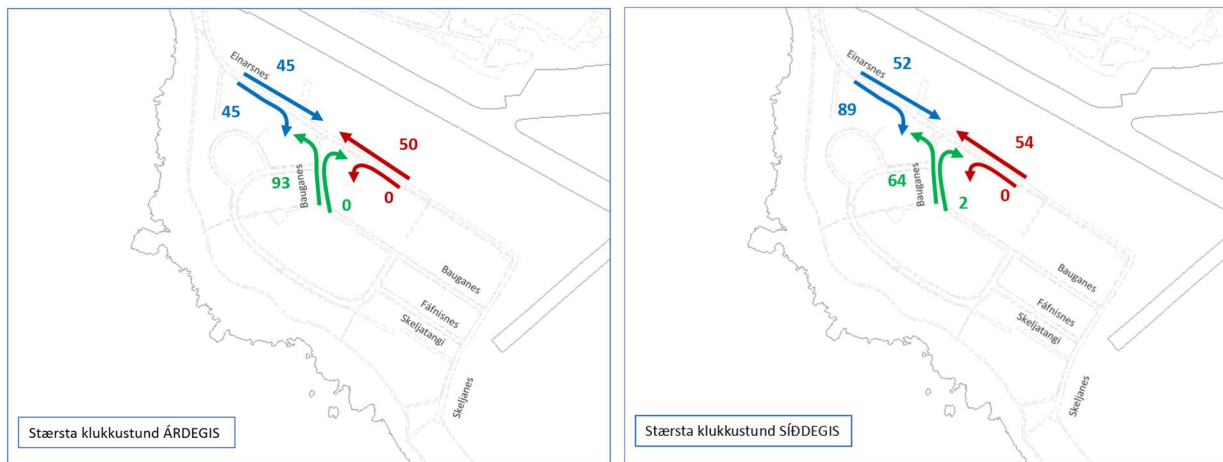 Einarsnes
45
45
50
93
Bauganes
0
0
Bauganes
Fáfnisnes
Skeljatangi
Skeljanes
Stærsta klukkustund ÁRDEGIS
Einarsnes
52
89
54
64
Bauganes
2
0
Bauganes
Fáfnisnes
Skeljatangi
Skeljanes
Stærsta klukkustund SÍÐDEGIS